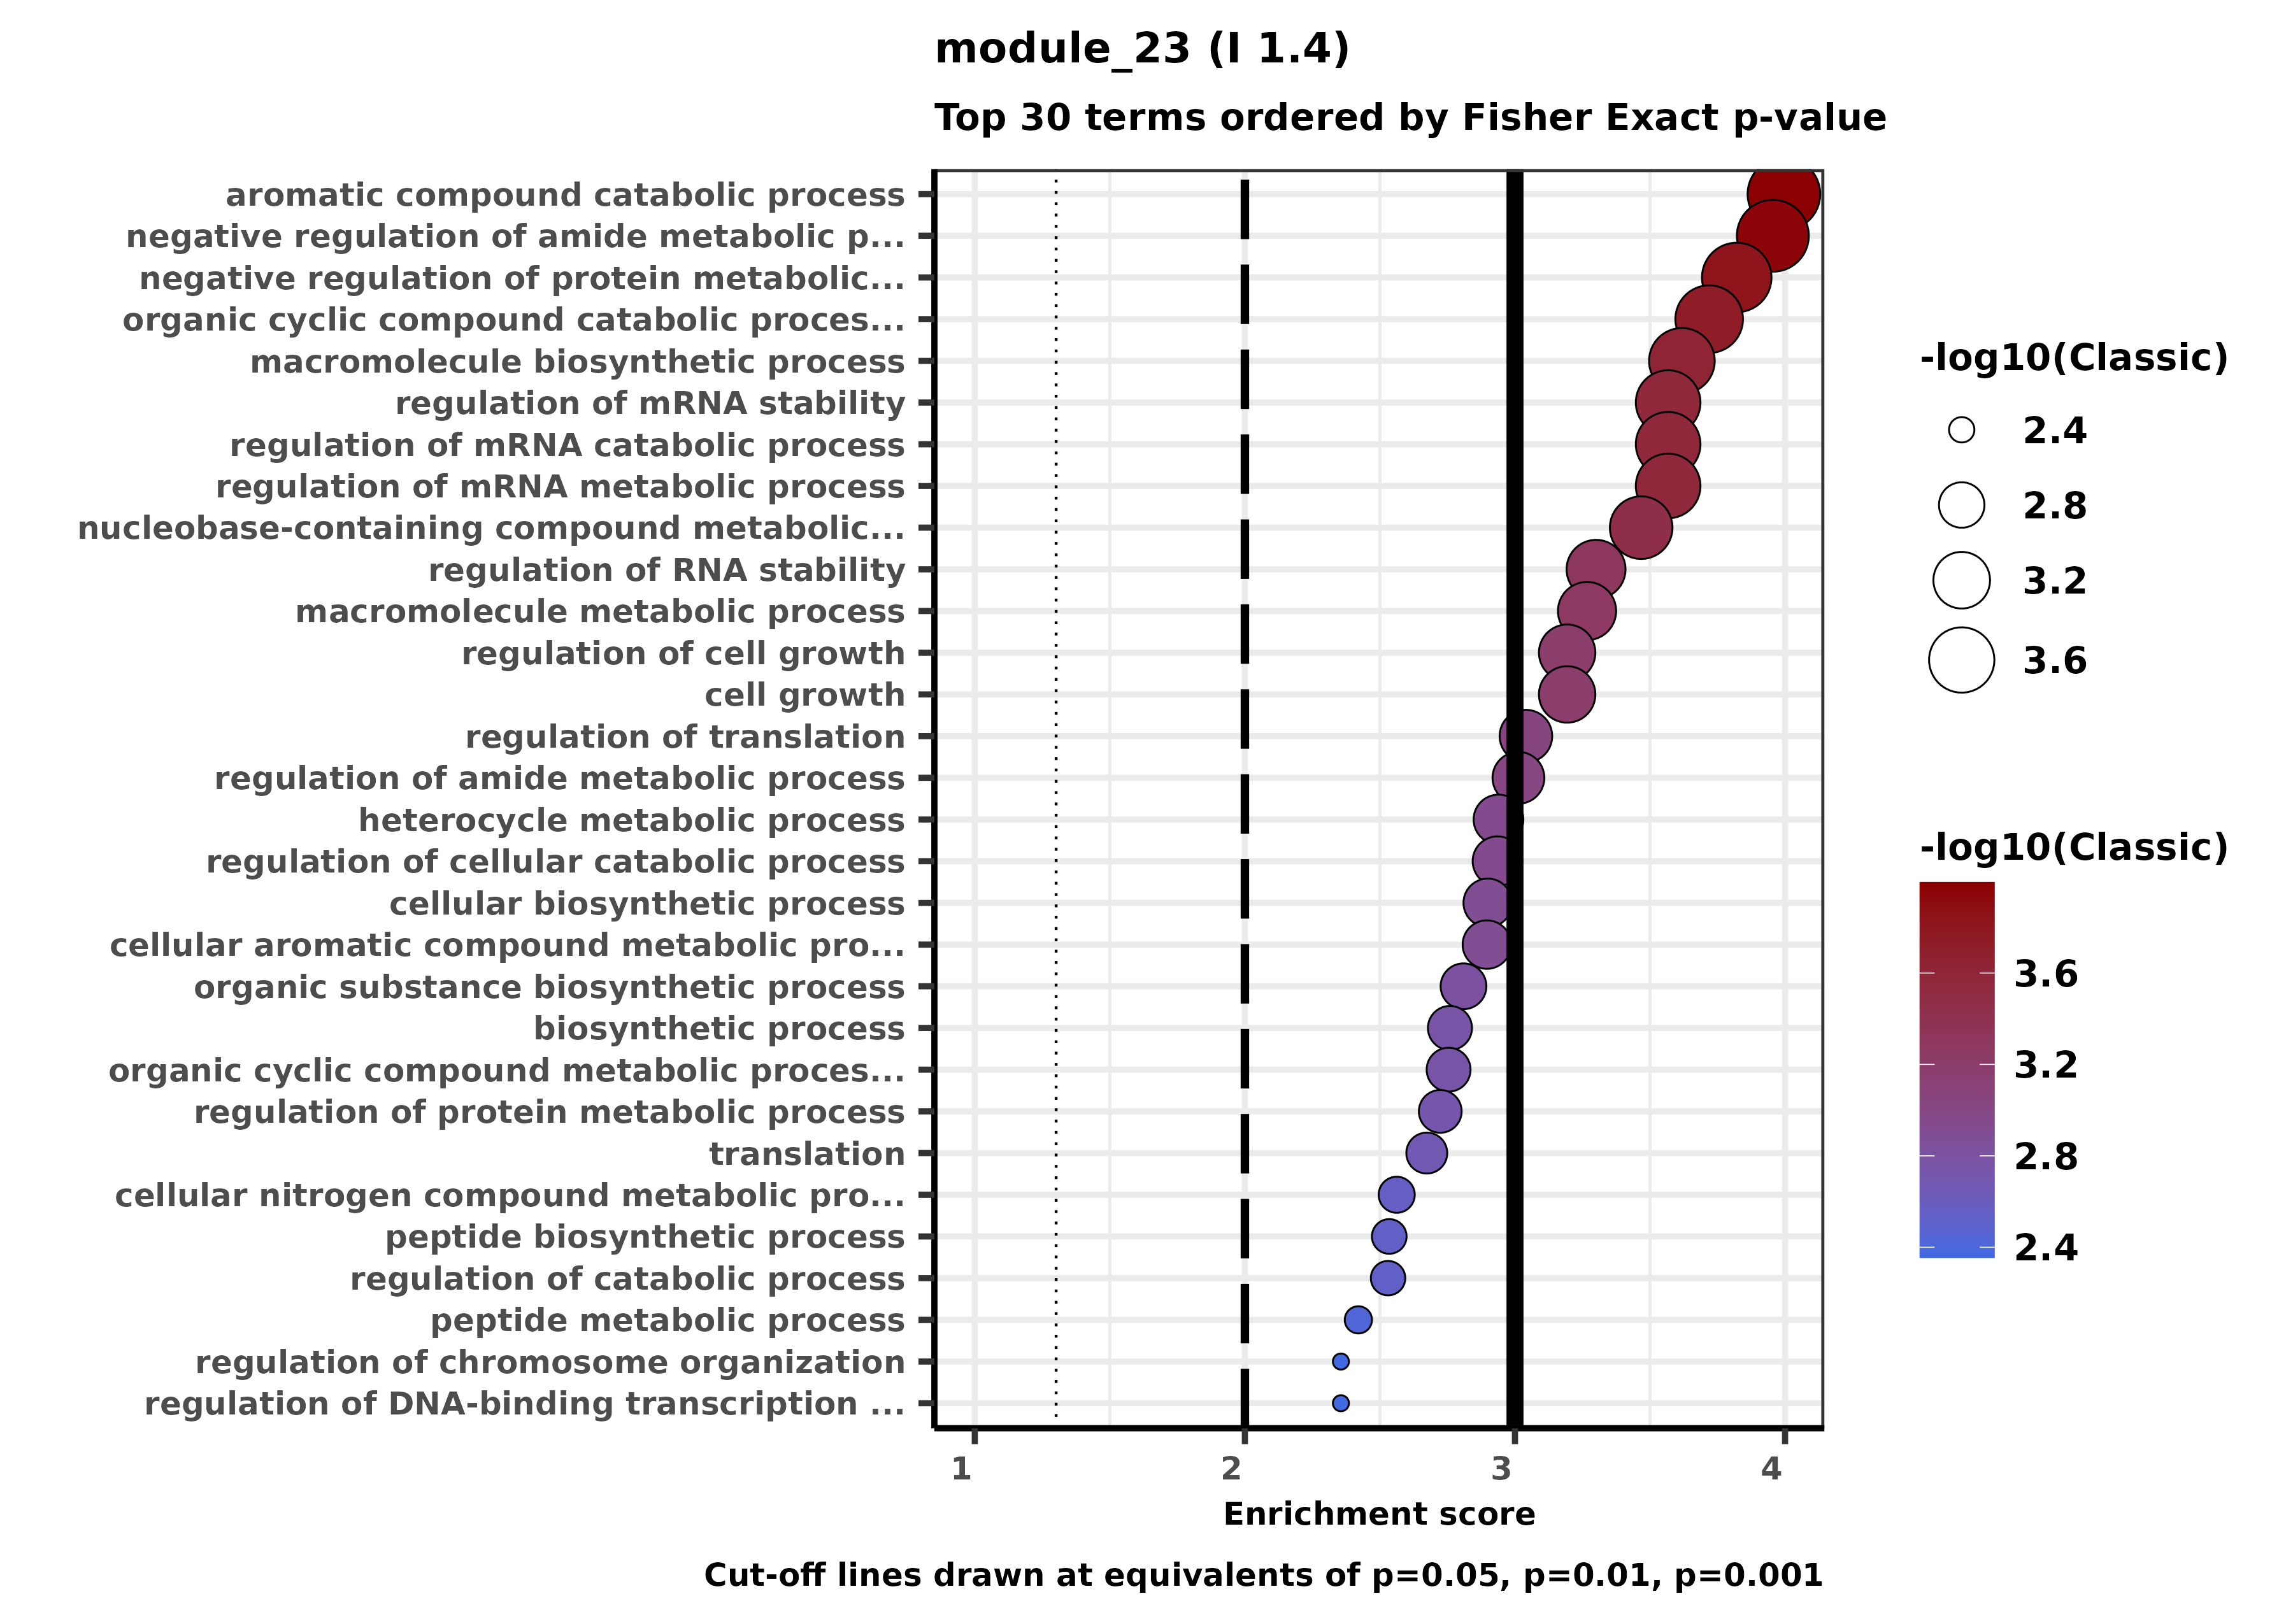 module_23 (I 1.4)
Top 30 terms ordered by Fisher Exact p-value
aromatic compound catabolic process
negative regulation of amide metabolic p...
negative regulation of protein metabolic...
organic cyclic compound catabolic proces...
macromolecule biosynthetic process
regulation of mRNA stability
regulation of mRNA catabolic process
regulation of mRNA metabolic process
nucleobase-containing compound metabolic...
regulation of RNA stability
macromolecule metabolic process
regulation of cell growth
cell growth
regulation of translation
regulation of amide metabolic process
heterocycle metabolic process
regulation of cellular catabolic process
cellular biosynthetic process
cellular aromatic compound metabolic pro...
organic substance biosynthetic process
biosynthetic process
organic cyclic compound metabolic proces...
regulation of protein metabolic process
translation
cellular nitrogen compound metabolic pro...
peptide biosynthetic process
regulation of catabolic process
peptide metabolic process
regulation of chromosome organization
regulation of DNA-binding transcription ...
1 2 3 4
Enrichment score
Cut-off lines drawn at equivalents of p=0.05, p=0.01, p=0.001
-log10(Classic)
2.4
2.8
3.2
3.6
-log10(Classic)
3.6
3.2
2.8
2.4